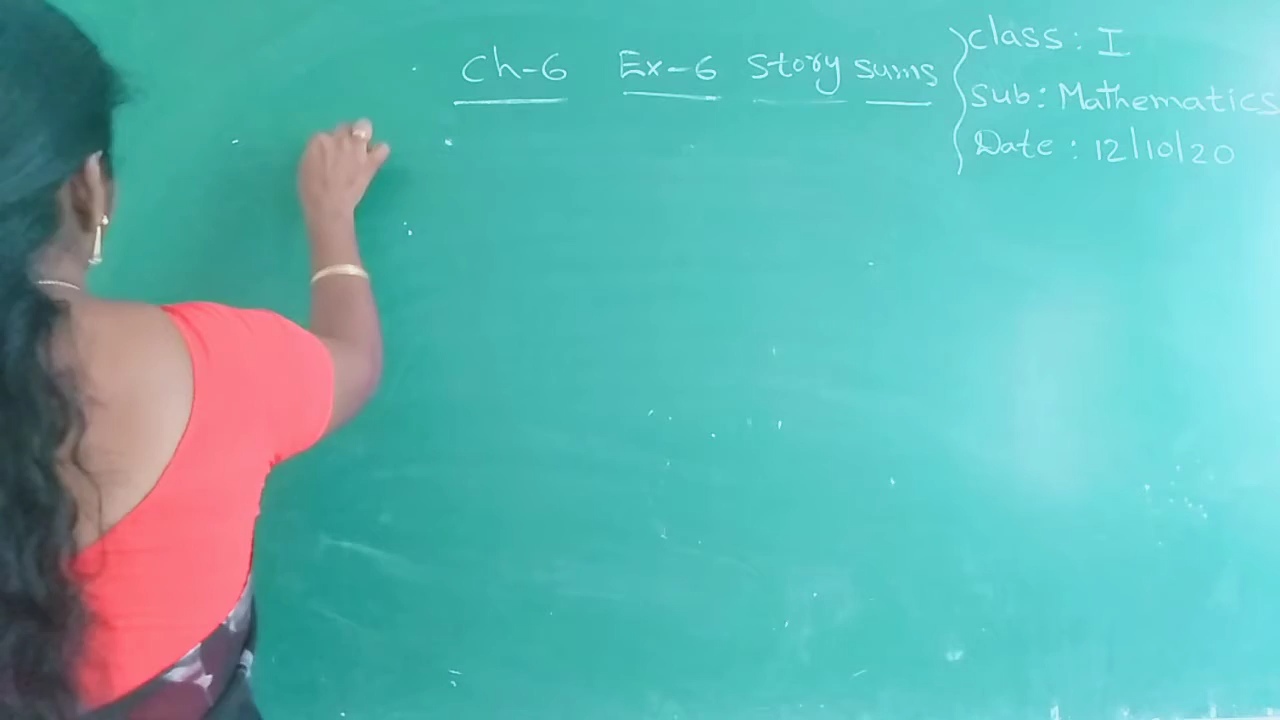 Ch-6 Ex-6 Story sums
class: I
Sub: Mathematics
Date: 12/10/20